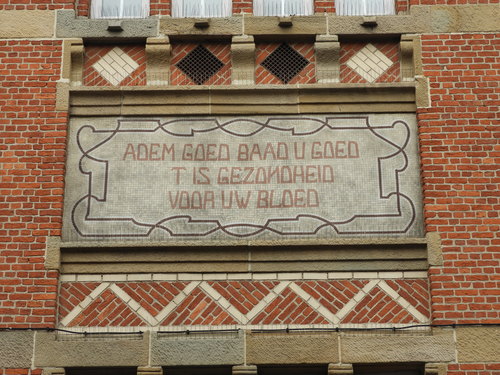 ADEM GOED BAAD U GOED
T IS GEZONDHEID
VOOR UW BLOED